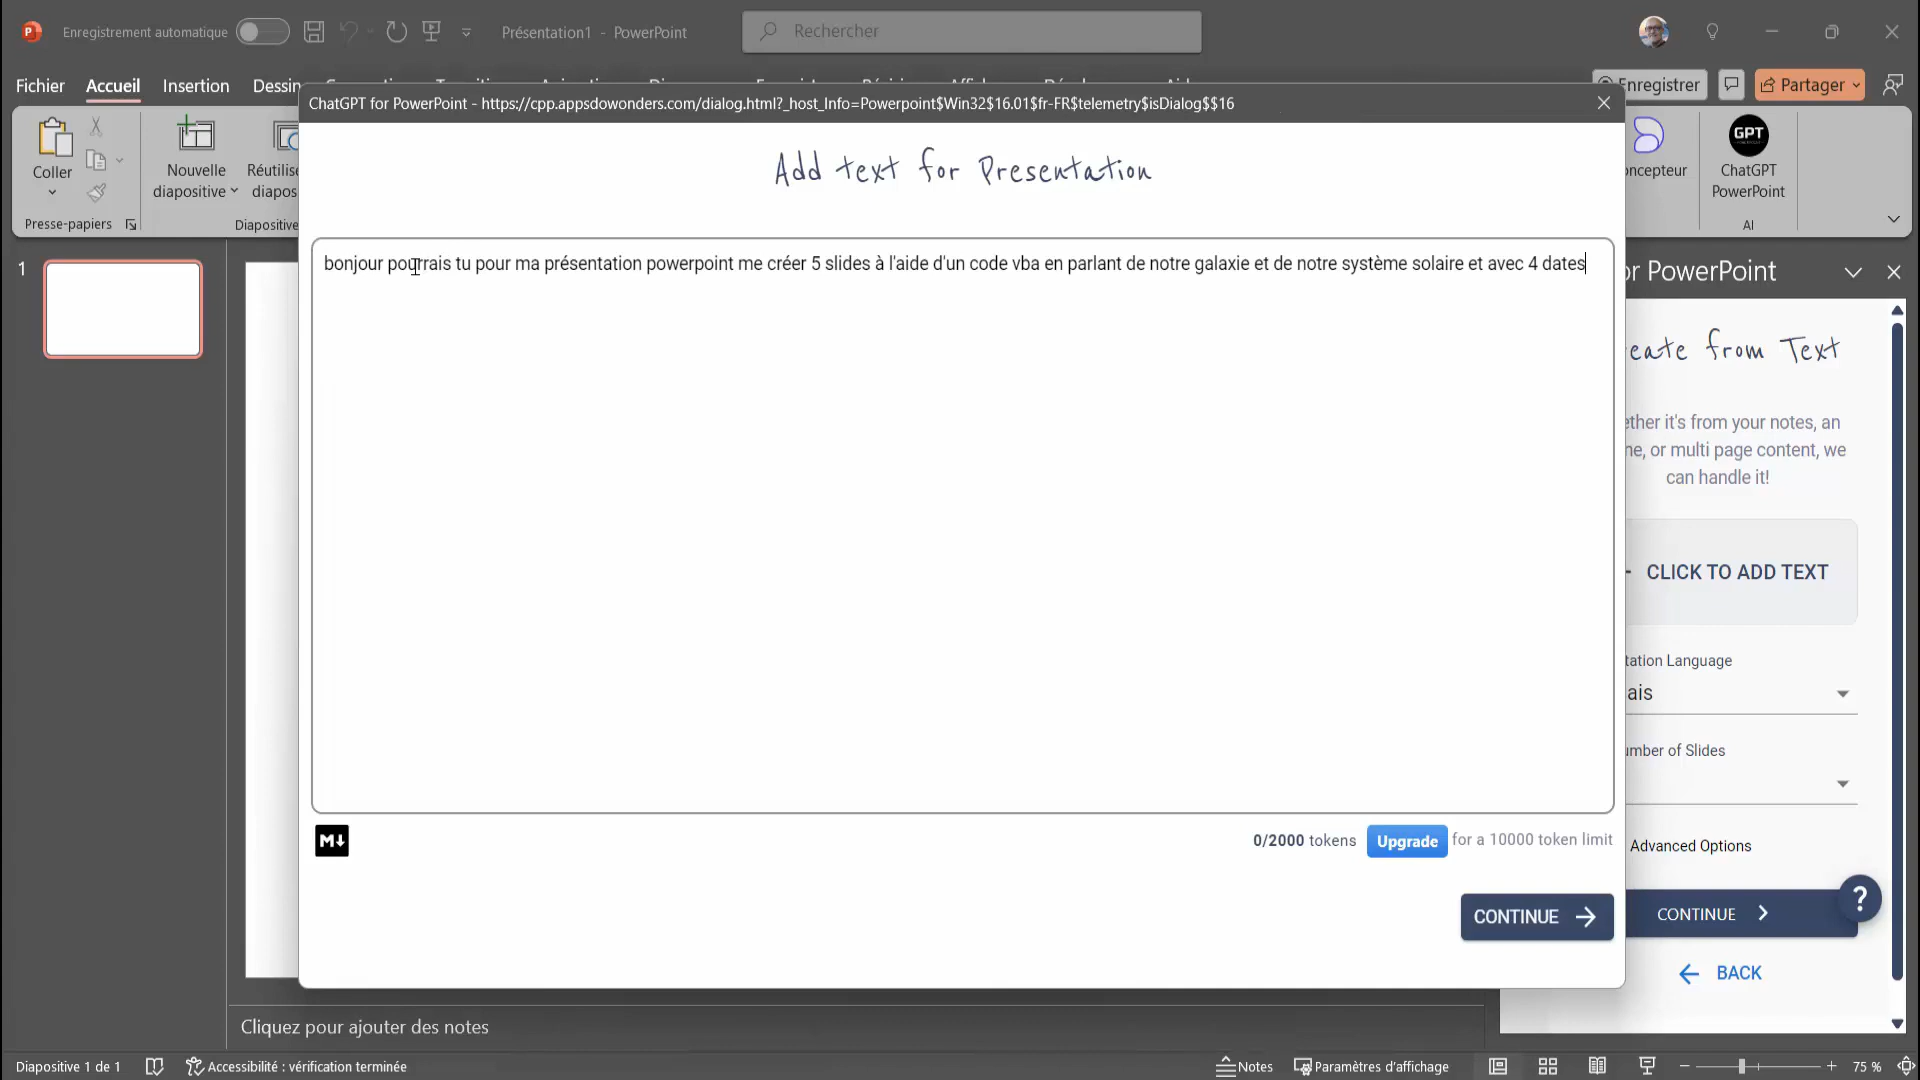 Enregistrement automatique
Présentation1 - PowerPoint
Rechercher
Fichier
Accueil
Insertion
Dessin
Enregistrer
Partager
ChatGPT for PowerPoint - https://cpp.appsdowonders.com/dialog.html?_host_Info=Powerpoint$Win32$16.01$fr-FR$telemetry$isDialog$$16
Coller
Presse-papiers
Nouvelle
diapositive
Réutilise
diapos
Diapositive
oncepteur
GPT
ChatGPT
PowerPoint
AI
Add text for Presentation
1
bonjour pourrais tu pour ma présentation powerpoint me créer 5 slides à l'aide d'un code vba en parlant de notre galaxie et de notre système solaire et avec 4 dates
or PowerPoint
eate from Text
ether it's from your notes, an
ne, or multi page content, we
can handle it!
CLICK TO ADD TEXT
tation Language
ais
umber of Slides
Advanced Options
CONTINUE
?
BACK
M↓
0/2000 tokens
Upgrade
for a 10000 token limit
CONTINUE
Cliquez pour ajouter des notes
Diapositive 1 de 1
Accessibilité : vérification terminée
Notes
Paramètres d'affichage
75 %